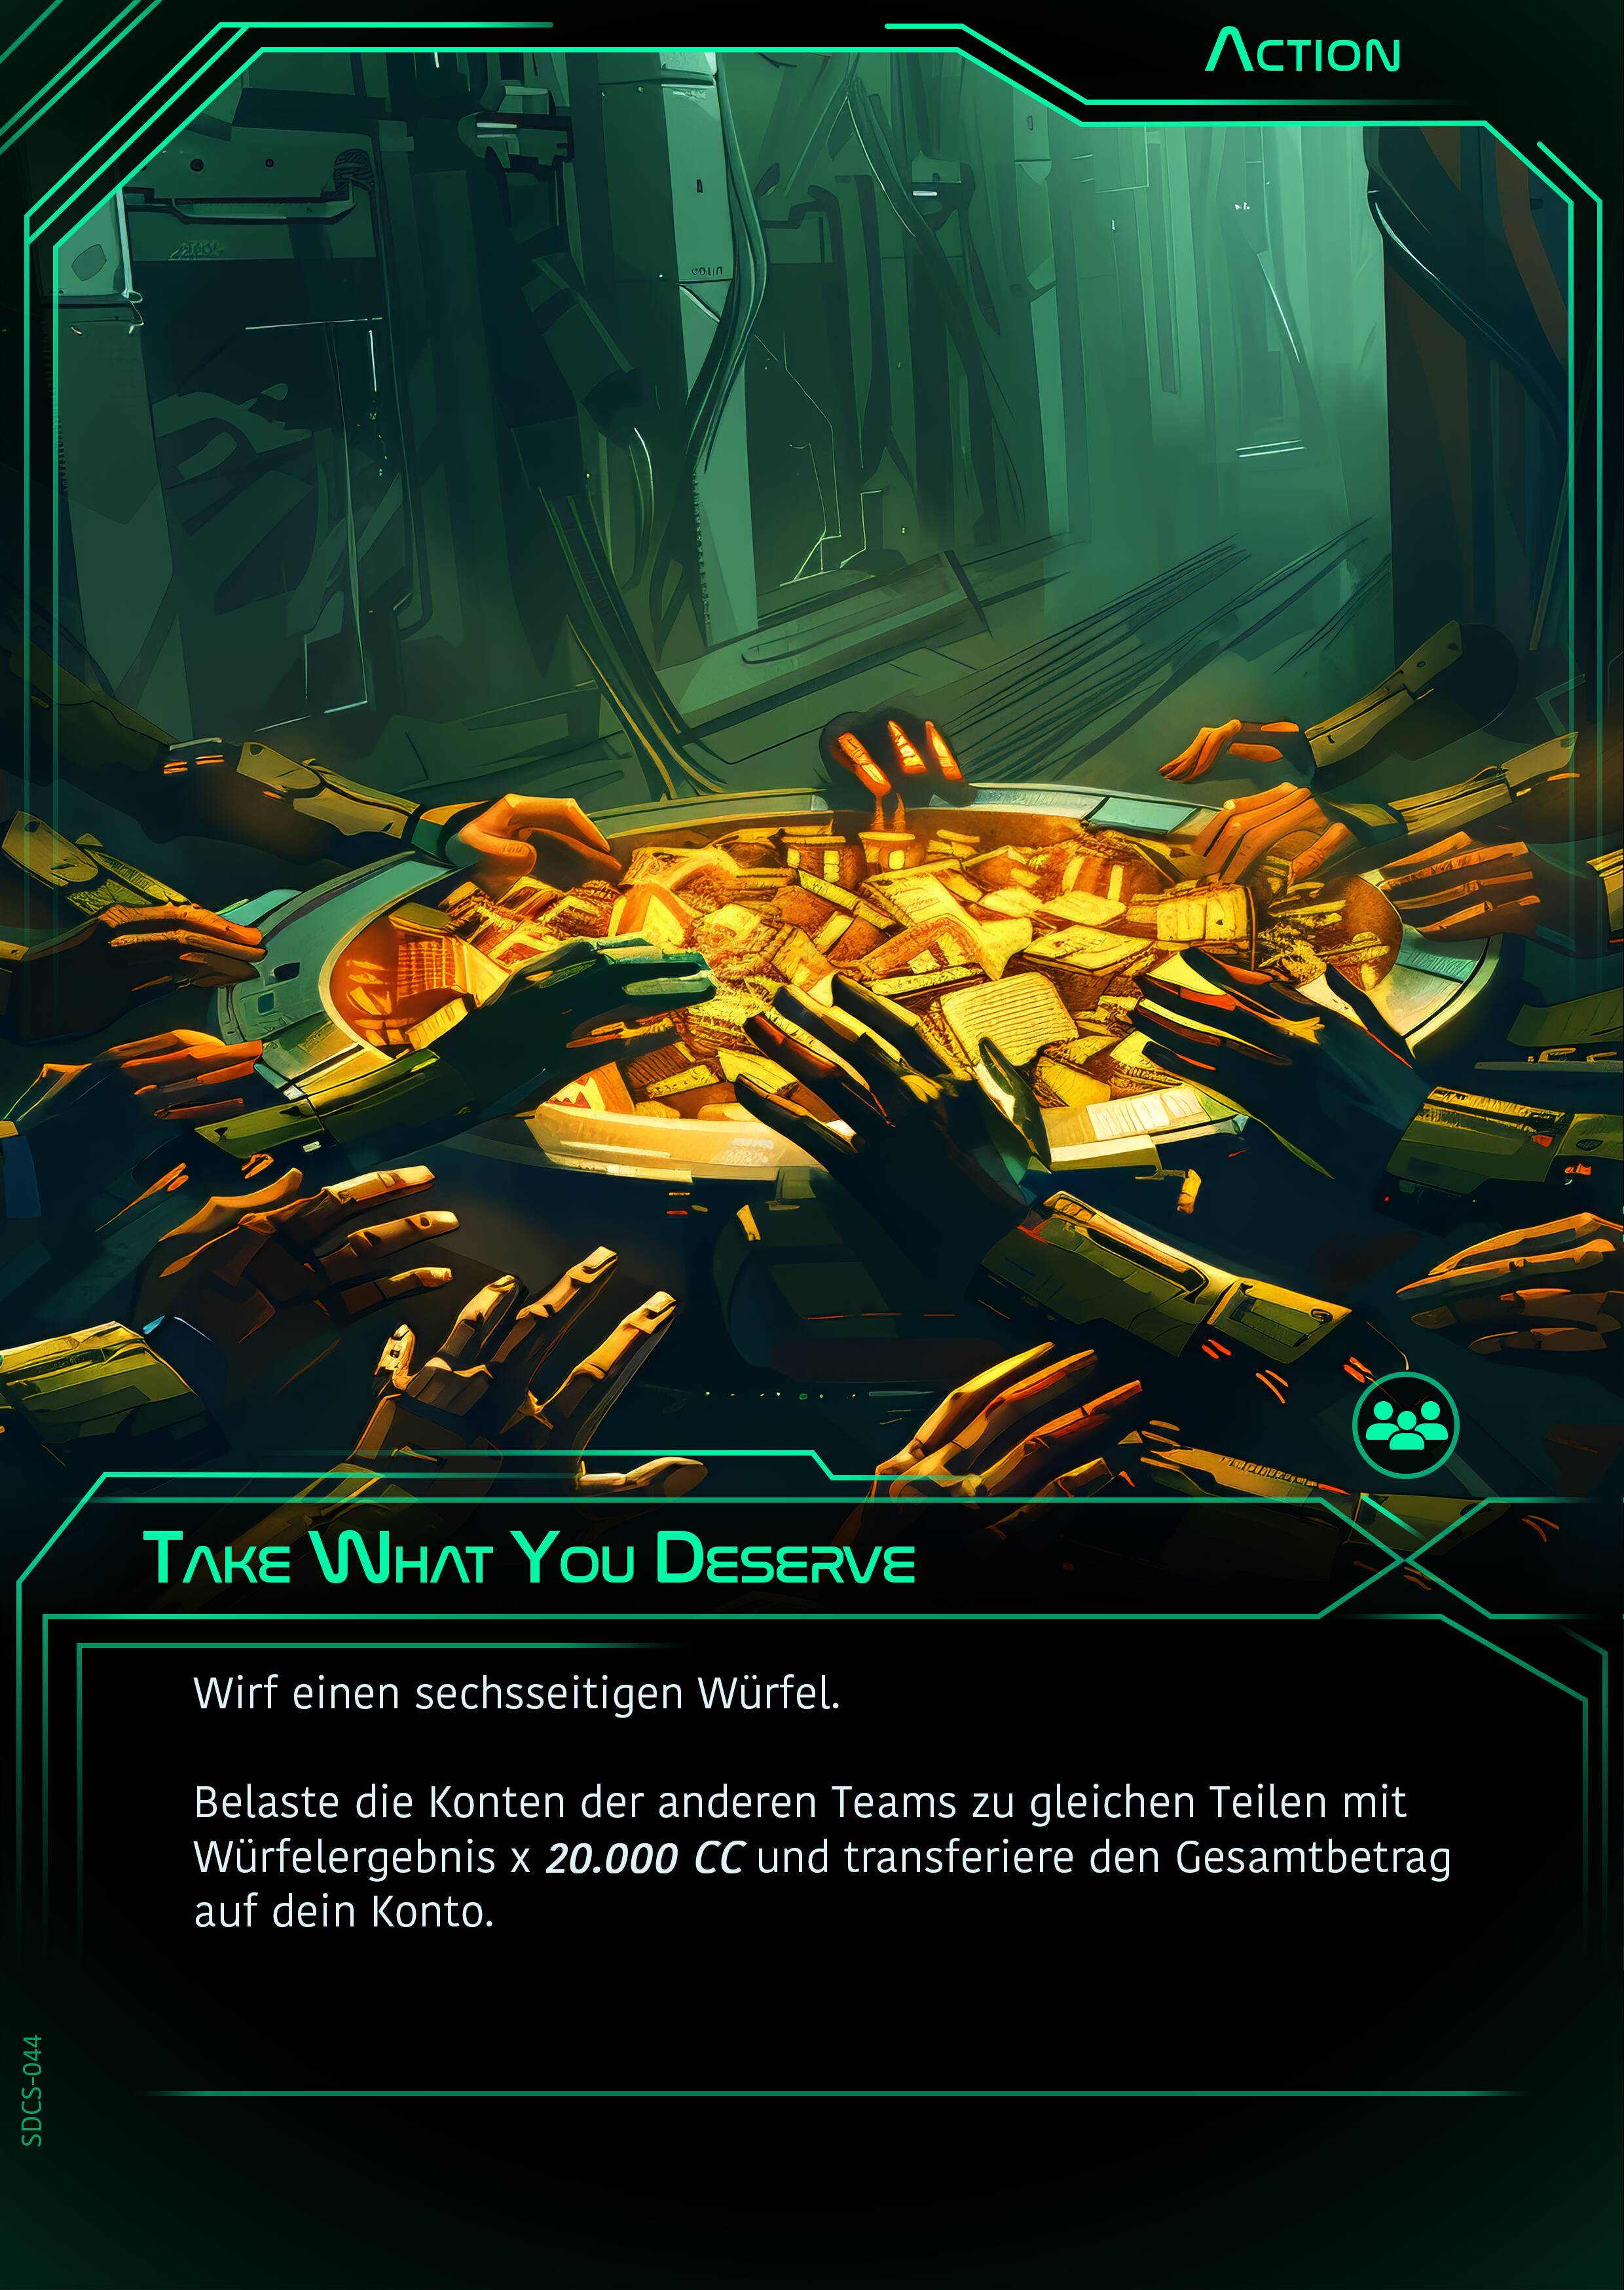 Action
Take What You Deserve
Wirf einen sechsseitigen Würfel.
Belaste die Konten der anderen Teams zu gleichen Teilen mit
Würfelergebnis x 20.000 CC und transferiere den Gesamtbetrag
auf dein Konto.
SDCS-044